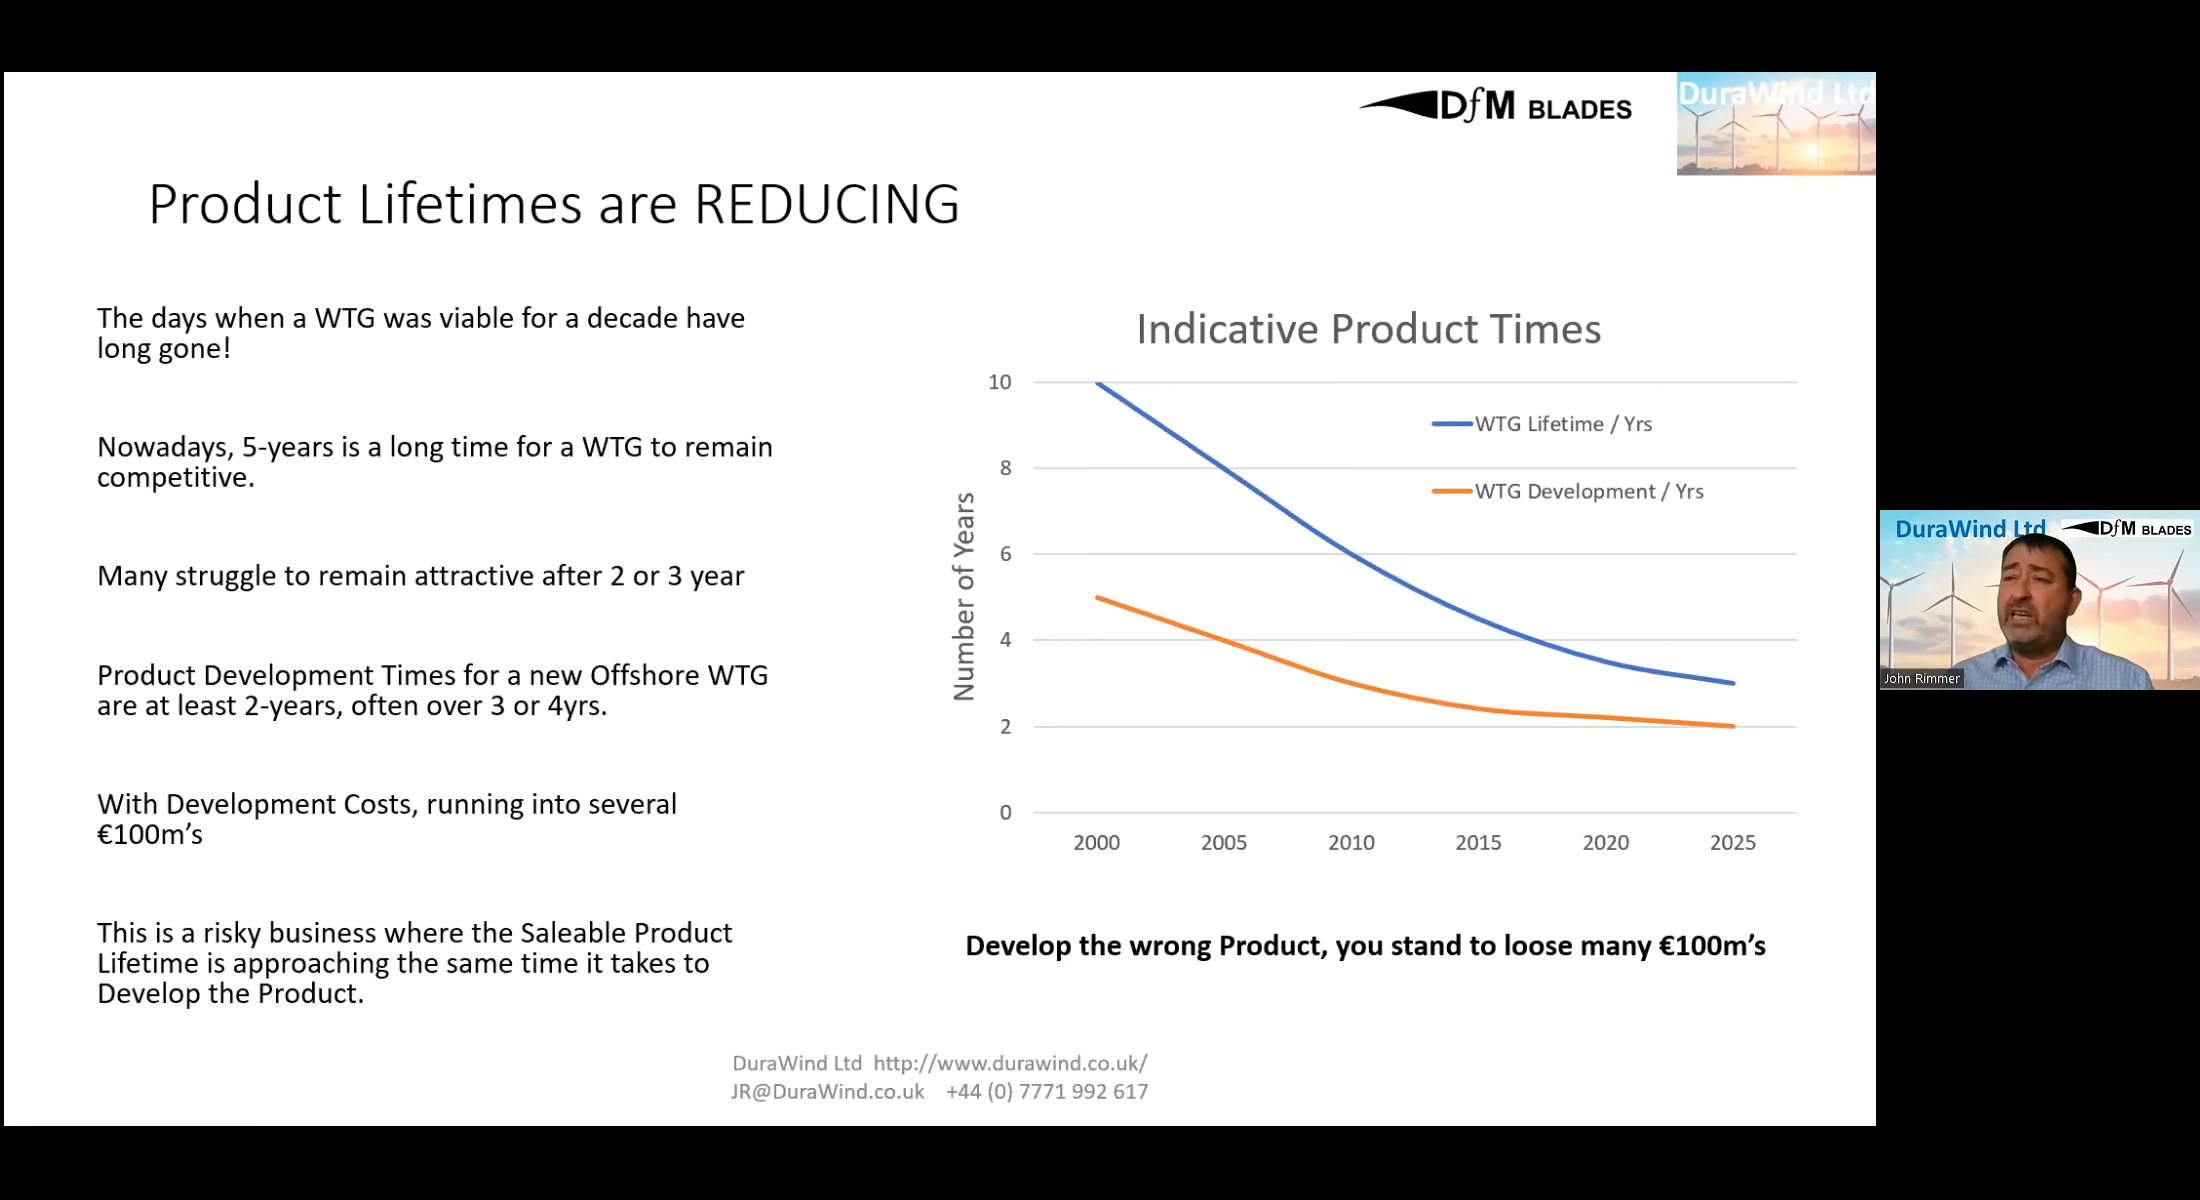 DfM BLADES
DuraWind Ltd
Product Lifetimes are REDUCING
The days when a WTG was viable for a decade have
long gone!
Nowadays, 5-years is a long time for a WTG to remain
competitive.
Many struggle to remain attractive after 2 or 3 year
Product Development Times for a new Offshore WTG
are at least 2-years, often over 3 or 4yrs.
With Development Costs, running into several
€100m’s
This is a risky business where the Saleable Product
Lifetime is approaching the same time it takes to
Develop the Product.
Indicative Product Times
Number of Years
10
8
6
4
2
0
WTG Lifetime / Yrs
WTG Development / Yrs
2000 2005 2010 2015 2020 2025
Develop the wrong Product, you stand to loose many €100m’s
DuraWind Ltd http://www.durawind.co.uk/
JR@DuraWind.co.uk +44 (0) 7771 992 617
DuraWind Ltd DfM BLADES
John Rimmer